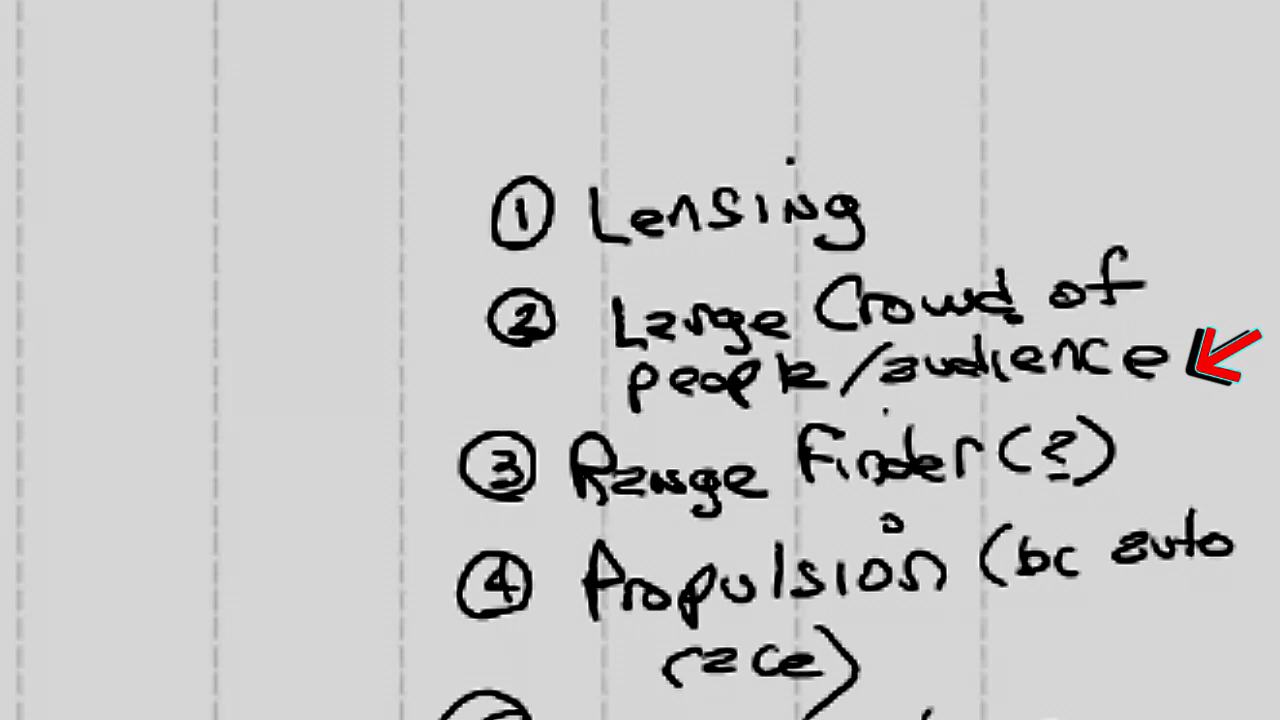 ① Lensing
② Large Crowd of
people/audience
③ Range Finder (?)
④ Propulsion (bc auto
race)